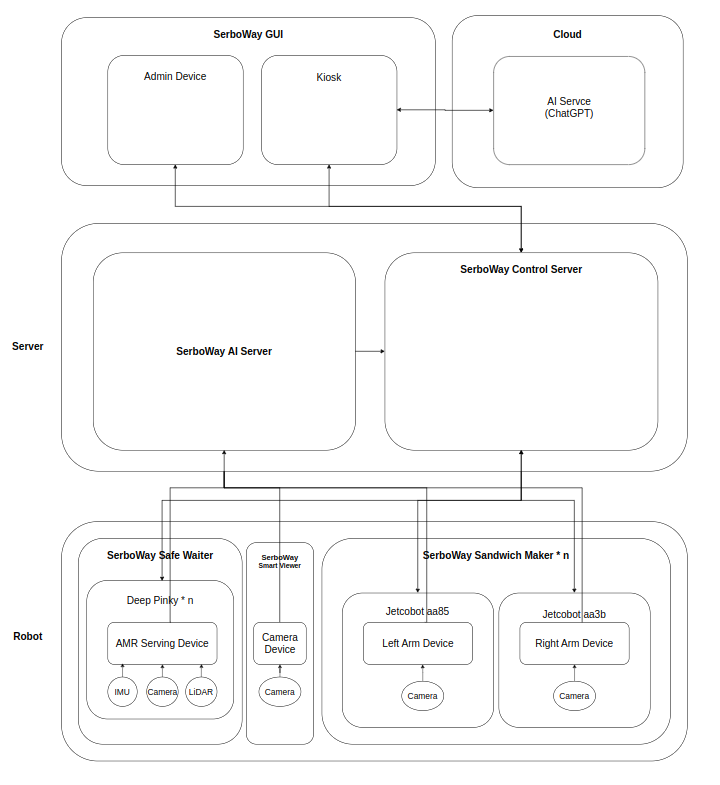 SerboWay GUI
Cloud
Admin Device
Kiosk
AI Servce
(ChatGPT)
SerboWay Control Server
Server
SerboWay AI Server
SerboWay Safe Waiter
SerboWay
Smart Viewer
SerboWay Sandwich Maker * n
Deep Pinky * n
Jetcobot aa85
Jetcobot aa3b
Robot
AMR Serving Device
Camera
Device
Left Arm Device
Right Arm Device
IMU
Camera
LiDAR
Camera
Camera
Camera